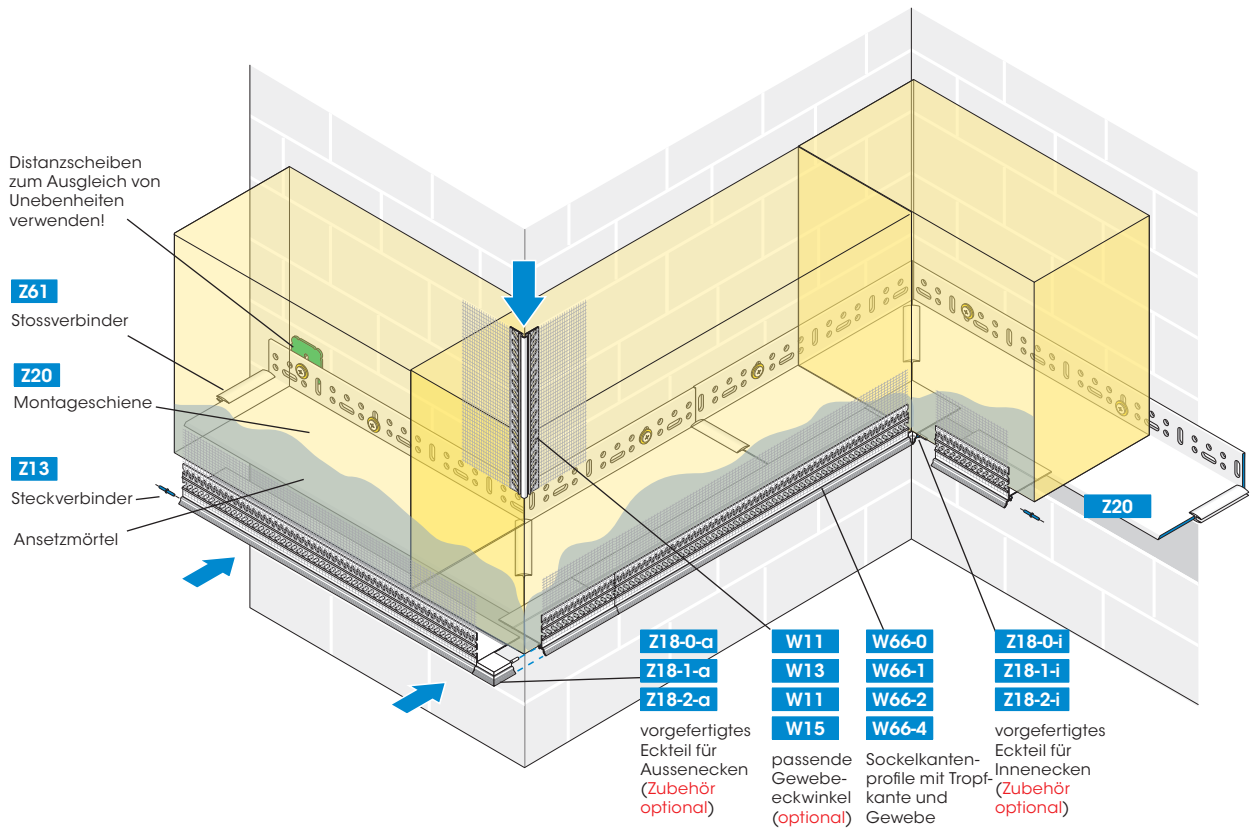 Distanzscheiben
zum Ausgleich von
Unebenheiten
verwenden!
Z61
Stossverbinder
Z20
Montageschiene
Z13
Steckverbinder
Ansetzmörtel
Z20
Z18-0-a
Z18-1-a
Z18-2-a
vorgefertigtes
Eckteil für
Aussenecken
(Zubehör
optional)
W11
W13
W11
W15
passende
Gewebe-
eckwinkel
(optional)
W66-0
W66-1
W66-2
W66-4
Sockelkanten-
profile mit Tropf-
kante und
Gewebe
Z18-0-i
Z18-1-i
Z18-2-i
vorgefertigtes
Eckteil für
Innenecken
(Zubehör
optional)